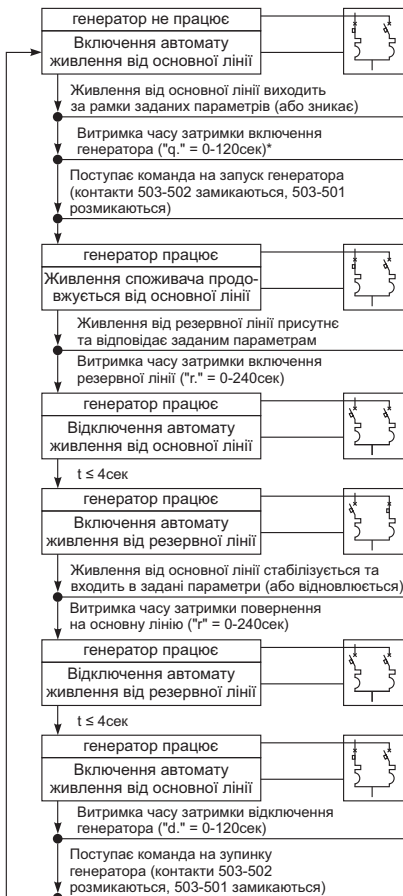 генератор не працює
Включення автомату
живлення від основної лінії
Живлення від основної лінії виходить
за рамки заданих параметрів (або зникає)
Витримка часу затримки включення
генератора ("q." = 0-120сек)*
Поступає команда на запуск генератора
(контакти 503-502 замикаються, 503-501
розмикаються)
генератор працює
Живлення споживача продо-
вжується від основної лінії
Живлення від резервної лінії присутнє
та відповідає заданим параметрам
Витримка часу затримки включення
резервної лінії ("r." = 0-240сек)
генератор працює
Відключення автомату
живлення від основної лінії
t ≤ 4сек
генератор працює
Включення автомату
живлення від резервної лінії
Живлення від основної лінії стабілізується та
входить в задані параметри (або відновлюється)
Витримка часу затримки повернення
на основну лінію ("r" = 0-240сек)
генератор працює
Відключення автомату
живлення від резервної лінії
t ≤ 4сек
генератор працює
Включення автомату
живлення від основної лінії
Витримка часу затримки відключення
генератора ("d." = 0-120сек)
Поступає команда на зупинку
генератора (контакти 503-502
розмикаються, 503-501 замикаються)